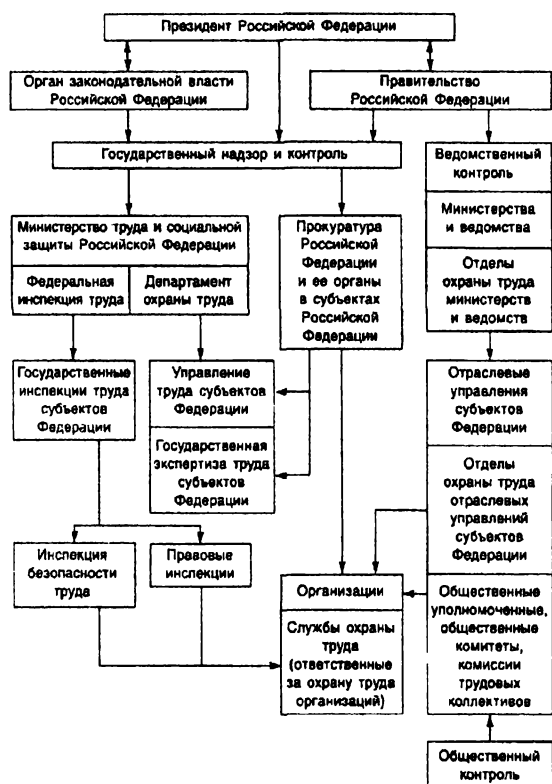 Президент Российской Федерации
Орган законодательной власти
Российской Федерации
Правительство
Российской Федерации
Государственный надзор и контроль
Ведомственный
контроль
Министерства
и ведомства
Отделы
охраны труда
министерств
и ведомств
Министерство труда и социальной
защиты Российской Федерации
Федеральная
инспекция труда
Департамент
охраны труда
Прокуратура
Российской
Федерации
и ее органы
в субъектах
Российской
Федерации
Государственные
инспекции труда
субъектов
Федерации
Управление
труда субъектов
Федерации
Государственная
экспертиза труда
субъектов
Федерации
Отраслевые
управления
субъектов
Федерации
Отделы
охраны труда
отраслевых
управлений
субъектов
Федерации
Инспекция
безопасности
труда
Правовые
инспекции
Организации
Службы охраны
труда
(ответственные
за охрану труда
организаций)
Общественные
уполномоченные,
общественные
комитеты,
комиссии
трудовых
коллективов
Общественный
контроль